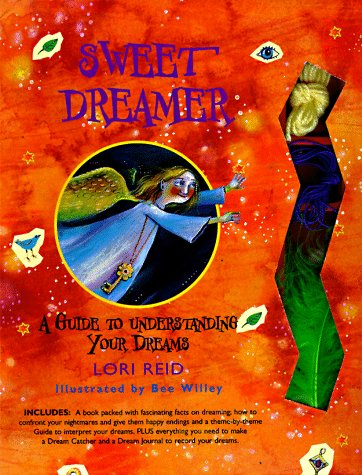 SWEET
DREAMER
A GUIDE TO UNDERSTANDING
YOUR DREAMS
LORI REID
Illustrated by Bee Willey
INCLUDES: A book packed with fascinating facts on dreaming; how to
confront your nightmares and give them happy endings and a theme-by-theme
Guide to interpret your dreams. PLUS everything you need to make
a Dream Catcher and a Dream Journal to record your dreams.